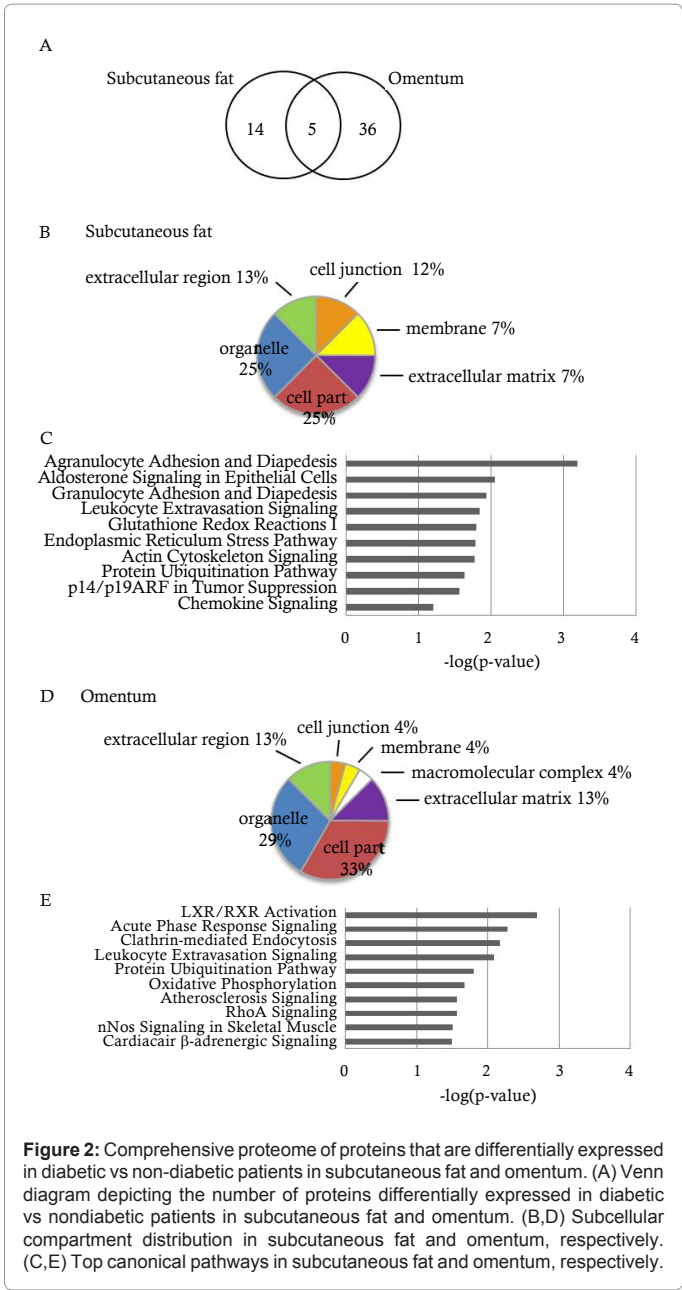 A
Subcutaneous fat
Omentum
14
5
36
B Subcutaneous fat
extracellular region 13%
cell junction 12%
membrane 7%
organelle
25%
extracellular matrix 7%
cell part
25%
C
Agranulocyte Adhesion and Diapedesis
Aldosterone Signaling in Epithelial Cells
Granulocyte Adhesion and Diapedesis
Leukocyte Extravasation Signaling
Glutathione Redox Reactions I
Endoplasmic Reticulum Stress Pathway
Actin Cytoskeleton Signaling
Protein Ubiquitination Pathway
p14/p19ARF in Tumor Suppression
Chemokine Signaling
0 1 2 3 4
-log(p-value)
D Omentum
cell junction 4%
extracellular region 13%
membrane 4%
macromolecular complex 4%
extracellular matrix 13%
organelle
29%
cell part
33%
E
LXR/RXR Activation
Acute Phase Response Signaling
Clathrin-mediated Endocytosis
Leukocyte Extravasation Signaling
Protein Ubiquitination Pathway
Oxidative Phosphorylation
Atherosclerosis Signaling
RhoA Signaling
nNos Signaling in Skeletal Muscle
Cardiacair β-adrenergic Signaling
0 1 2 3 4
-log(p-value)
Figure 2: Comprehensive proteome of proteins that are differentially expressed
in diabetic vs non-diabetic patients in subcutaneous fat and omentum. (A) Venn
diagram depicting the number of proteins differentially expressed in diabetic
vs nondiabetic patients in subcutaneous fat and omentum. (B,D) Subcellular
compartment distribution in subcutaneous fat and omentum, respectively.
(C,E) Top canonical pathways in subcutaneous fat and omentum, respectively.